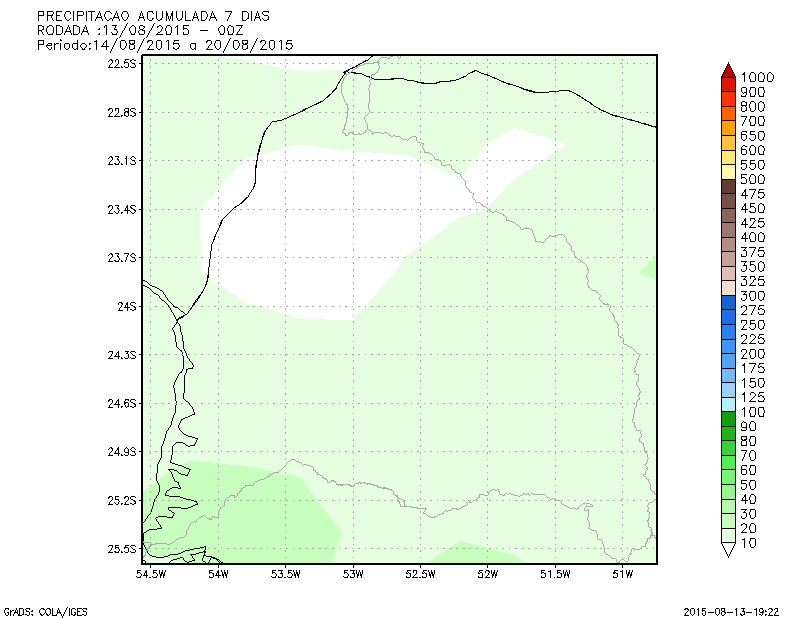 PRECIPITACAO ACUMULADA 7 DIAS
RODADA :13/08/2015 - 00Z
Periodo:14/08/2015 a 20/08/2015
22.5S
22.8S
23.1S
23.4S
23.7S
24S
24.3S
24.6S
24.9S
25.2S
25.5S
54.5W 54W 53.5W 53W 52.5W 52W 51.5W 51W
1000
900
800
700
650
600
550
500
475
450
425
400
375
350
325
300
275
250
225
200
175
150
125
100
90
80
70
60
50
40
30
20
10
GrADS: COLA/IGES
2015-08-13-19:22